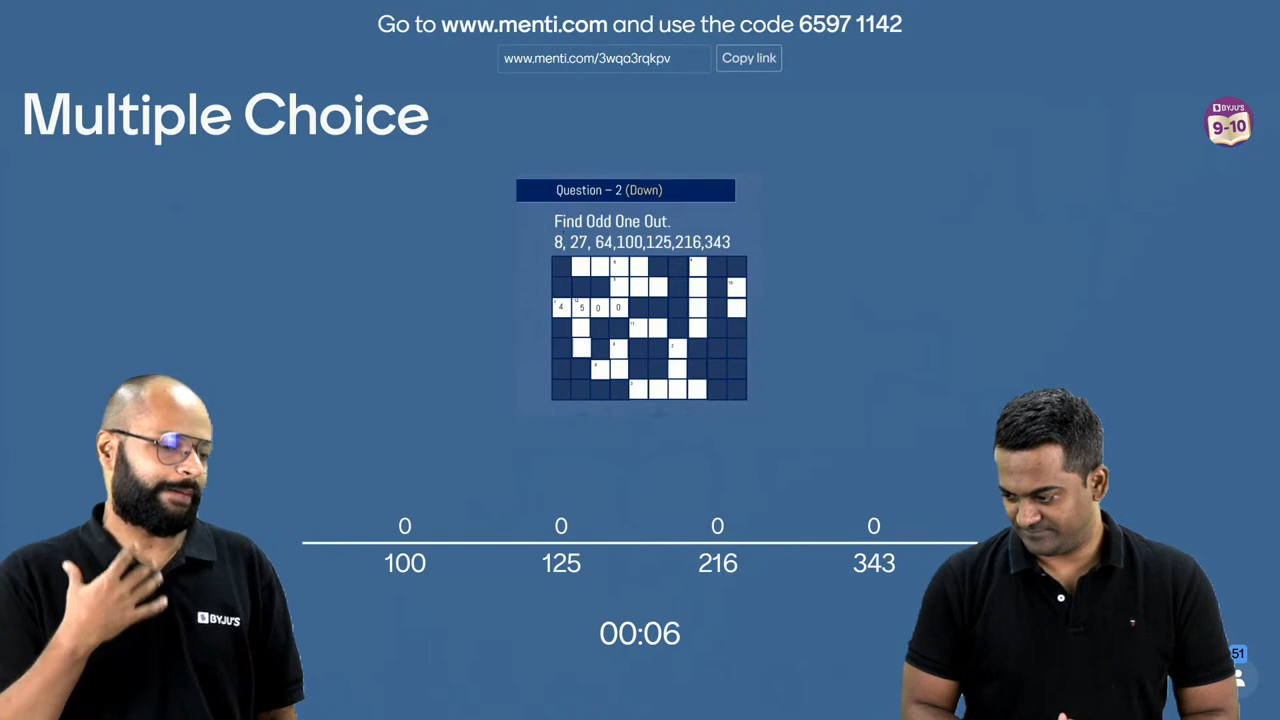 Go to www.menti.com and use the code 6597 1142
www.menti.com/3wqa3rqkpv
Copy link
Multiple Choice
BYJU'S
9-10
Question – 2 (Down)
Find Odd One Out.
8, 27, 64,100,125,216,343
4 5 0 0
0 0 0 0
100 125 216 343
BYJU'S
00:06
51